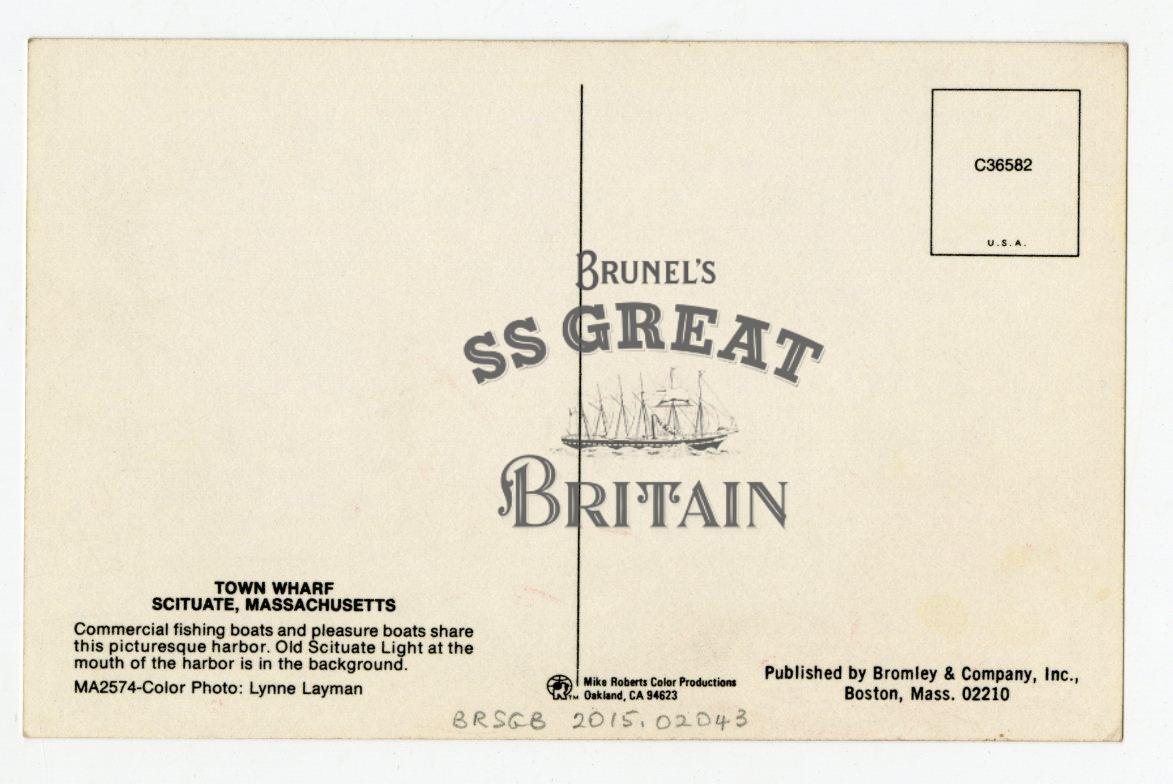 C36582
U.S.A.
BRUNEL'S
SS GREAT
BRITAIN
TOWN WHARF
SCITUATE, MASSACHUSETTS
Commercial fishing boats and pleasure boats share
this picturesque harbor. Old Scituate Light at the
mouth of the harbor is in the background.
MA2574-Color Photo: Lynne Layman
TM
Mike Roberts Color Productions
Oakland, CA 94623
Published by Bromley & Company, Inc.,
Boston, Mass. 02210
BRSGB 2015.02043